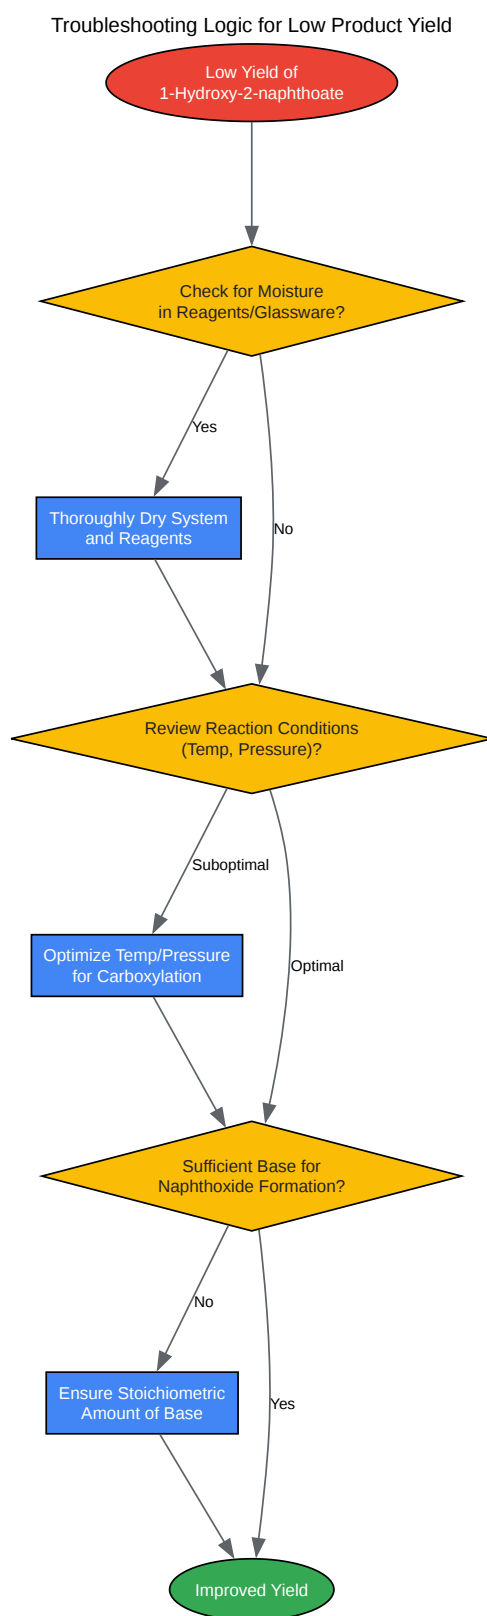 Troubleshooting Logic for Low Product Yield
Low Yield of
1-Hydroxy-2-naphthoate
Check for Moisture
in Reagents/Glassware?
Yes
Thoroughly Dry System
and Reagents
No
Review Reaction Conditions
(Temp, Pressure)?
Suboptimal
Optimize Temp/Pressure
for Carboxylation
Optimal
Sufficient Base for
Naphthoxide Formation?
No
Ensure Stoichiometric
Amount of Base
Yes
Improved Yield